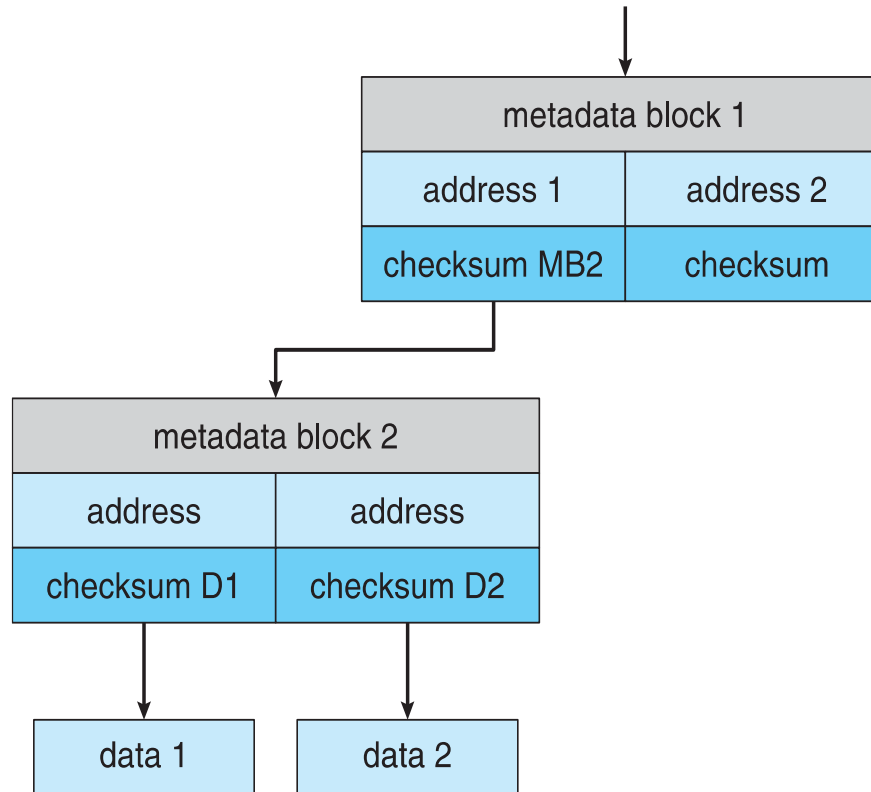 metadata block 1
address 1 address 2
checksum MB2 checksum
metadata block 2
address address
checksum D1 checksum D2
data 1 data 2